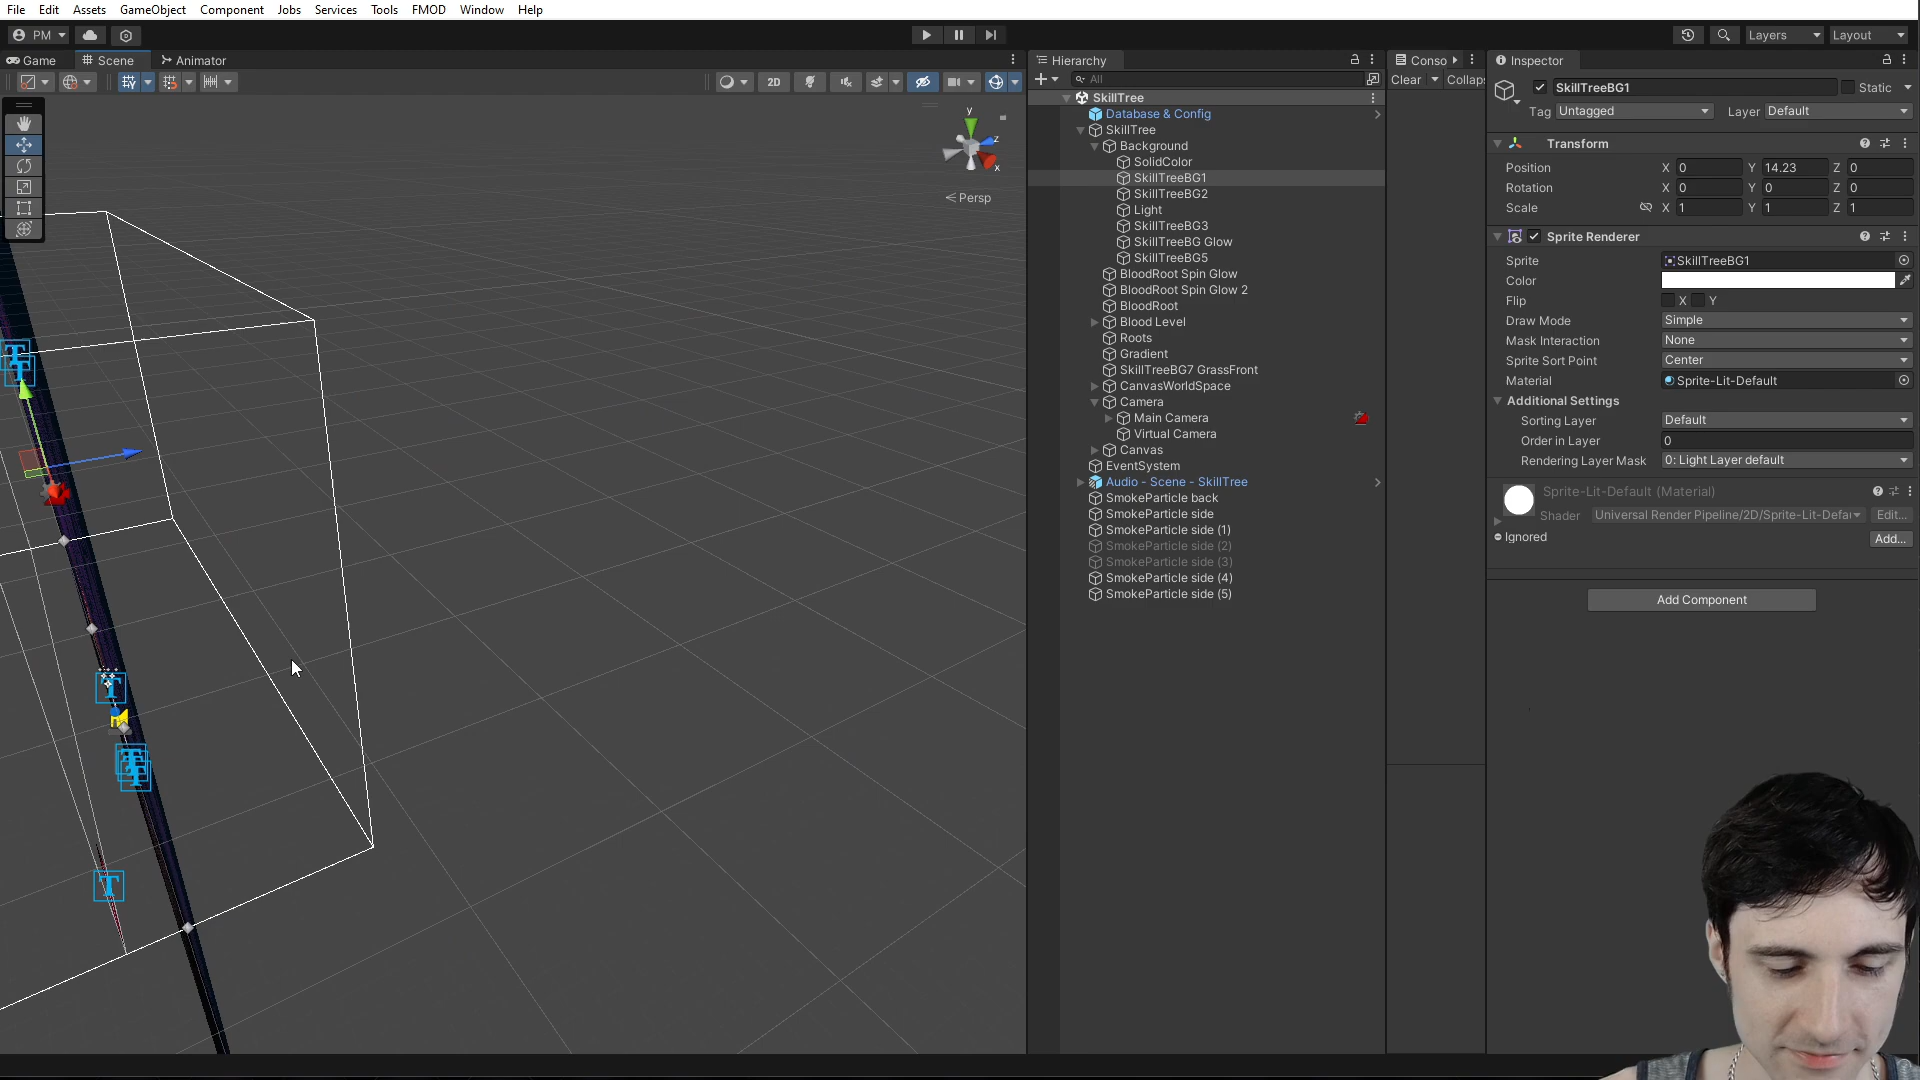 File Edit Assets GameObject Component Jobs Services Tools FMOD Window Help
PM Layers Layout
Game Scene Animator
2D
y
z
x
Persp
T
T
T
T
T
T
T
Hierarchy
All
SkillTree
Database & Config
SkillTree
Background
SolidColor
SkillTreeBG1
SkillTreeBG2
Light
SkillTreeBG3
SkillTreeBG Glow
SkillTreeBG5
BloodRoot Spin Glow
BloodRoot Spin Glow 2
BloodRoot
Blood Level
Roots
Gradient
SkillTreeBG7 GrassFront
CanvasWorldSpace
Camera
Main Camera
Virtual Camera
Canvas
EventSystem
Audio - Scene - SkillTree
SmokeParticle back
SmokeParticle side
SmokeParticle side (1)
SmokeParticle side (2)
SmokeParticle side (3)
SmokeParticle side (4)
SmokeParticle side (5)
Conso
Clear Collaps
Inspector
SkillTreeBG1 Static
Tag Untagged Layer Default
Transform
Position X 0 Y 14.23 Z 0
Rotation X 0 Y 0 Z 0
Scale X 1 Y 1 Z 1
Sprite Renderer
Sprite SkillTreeBG1
Color
Flip X Y
Draw Mode Simple
Mask Interaction None
Sprite Sort Point Center
Material Sprite-Lit-Default
Additional Settings
Sorting Layer Default
Order in Layer 0
Rendering Layer Mask 0: Light Layer default
Sprite-Lit-Default (Material)
Shader Universal Render Pipeline/2D/Sprite-Lit-Defau Edit...
Ignored Add...
Add Component